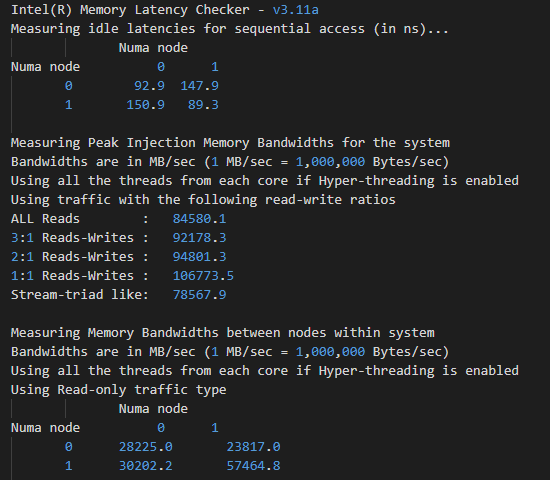 Intel(R) Memory Latency Checker - v3.11a
Measuring idle latencies for sequential access (in ns)...
Numa node
Numa node 0 1
0 92.9 147.9
1 150.9 89.3
Measuring Peak Injection Memory Bandwidths for the system
Bandwidths are in MB/sec (1 MB/sec = 1,000,000 Bytes/sec)
Using all the threads from each core if Hyper-threading is enabled
Using traffic with the following read-write ratios
ALL Reads : 84580.1
3:1 Reads-Writes : 92178.3
2:1 Reads-Writes : 94801.3
1:1 Reads-Writes : 106773.5
Stream-triad like: 78567.9
Measuring Memory Bandwidths between nodes within system
Bandwidths are in MB/sec (1 MB/sec = 1,000,000 Bytes/sec)
Using all the threads from each core if Hyper-threading is enabled
Using Read-only traffic type
Numa node
Numa node 0 1
0 28225.0 23817.0
1 30202.2 57464.8